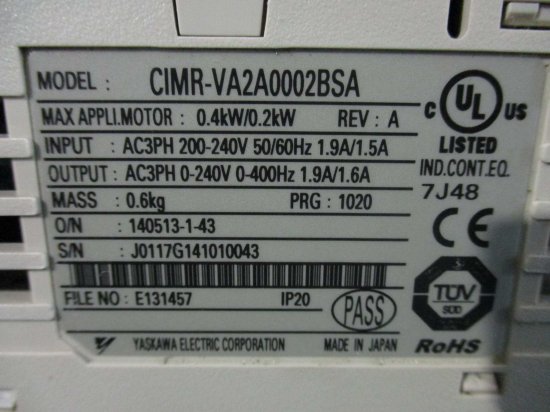 MODEL : CIMR-VA2A0002BSA
MAX APPLI.MOTOR : 0.4kW/0.2kW REV : A
INPUT : AC3PH 200-240V 50/60Hz 1.9A/1.5A
OUTPUT : AC3PH 0-240V 0-400Hz 1.9A/1.6A
MASS : 0.6kg PRG : 1020
O/N : 140513-1-43
S/N : J0117G141010043
FILE NO : E131457 IP20
PASS
YASKAWA ELECTRIC CORPORATION MADE IN JAPAN
C UL US
LISTED
IND.CONT.EQ.
7J48
CE
TÜV
SÜD
RoHS